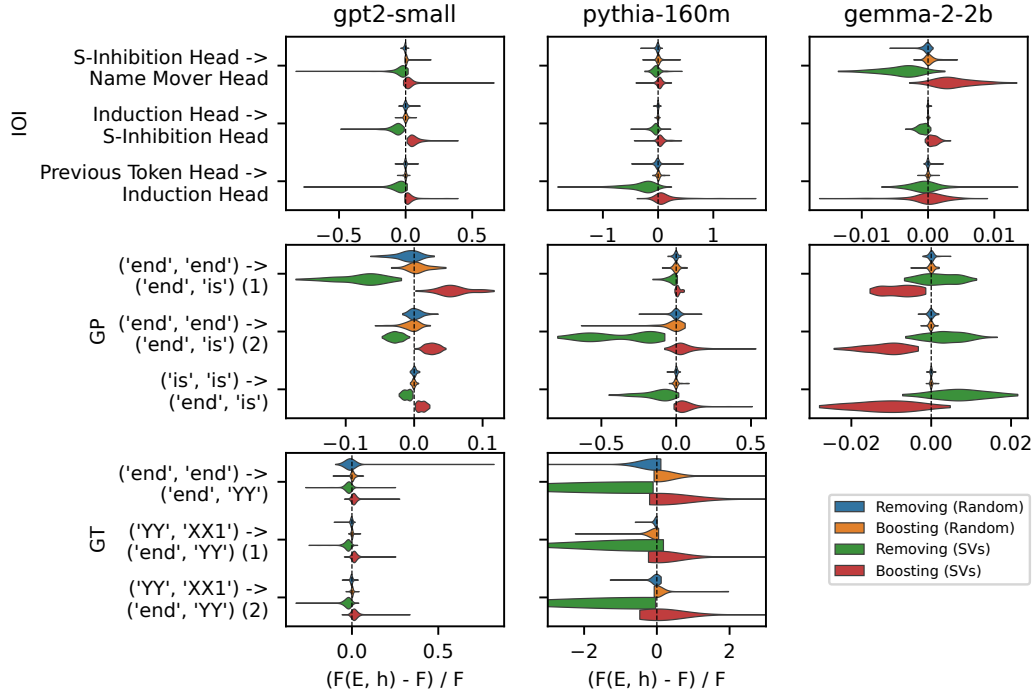 gpt2-small
pythia-160m
gemma-2-2b
IOI
S-Inhibition Head ->
Name Mover Head
Induction Head ->
S-Inhibition Head
Previous Token Head ->
Induction Head
−0.5 0.0 0.5
−1 0 1
−0.01 0.00 0.01
GP
('end', 'end') ->
('end', 'is') (1)
('end', 'end') ->
('end', 'is') (2)
('is', 'is') ->
('end', 'is')
−0.1 0.0 0.1
−0.5 0.0 0.5
−0.02 0.00 0.02
GT
('end', 'end') ->
('end', 'YY')
('YY', 'XX1') ->
('end', 'YY') (1)
('YY', 'XX1') ->
('end', 'YY') (2)
0.0 0.5
−2 0 2
(F(E, h) - F) / F
(F(E, h) - F) / F
Removing (Random)
Boosting (Random)
Removing (SVs)
Boosting (SVs)